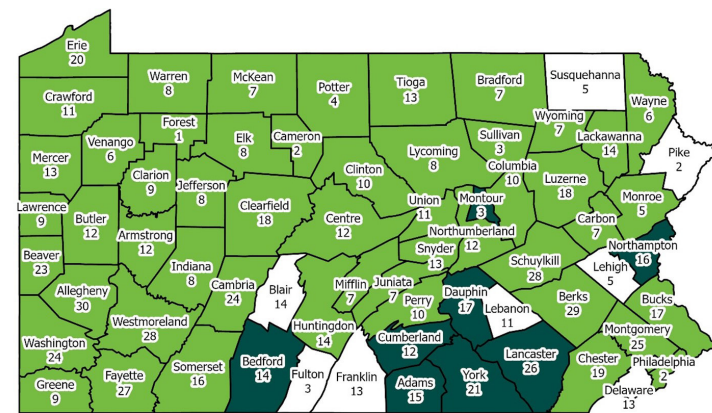 Erie
20
Warren
8
McKean
7
Potter
4
Tioga
13
Bradford
7
Susquehanna
5
Wayne
6
Crawford
11
Forest
1
Venango
6
Elk
8
Cameron
2
Sullivan
3
Wyoming
7
Lackawanna
14
Pike
2
Mercer
13
Clarion
9
Jefferson
8
Clearfield
18
Clinton
10
Lycoming
8
Columbia
10
Luzerne
18
Monroe
5
Lawrence
9
Butler
12
Armstrong
12
Centre
12
Union
11
Montour
3
Northumberland
12
Carbon
7
Northampton
16
Beaver
23
Indiana
8
Cambria
24
Blair
14
Snyder
13
Mifflin
7
Juniata
7
Schuylkill
28
Lehigh
5
Allegheny
30
Westmoreland
28
Huntingdon
14
Perry
10
Dauphin
17
Lebanon
11
Berks
29
Bucks
17
Montgomery
25
Washington
24
Somerset
16
Bedford
14
Fulton
3
Franklin
13
Cumberland
12
Adams
15
York
21
Lancaster
26
Chester
19
Philadelphia
2
Delaware
13
Greene
9
Fayette
27